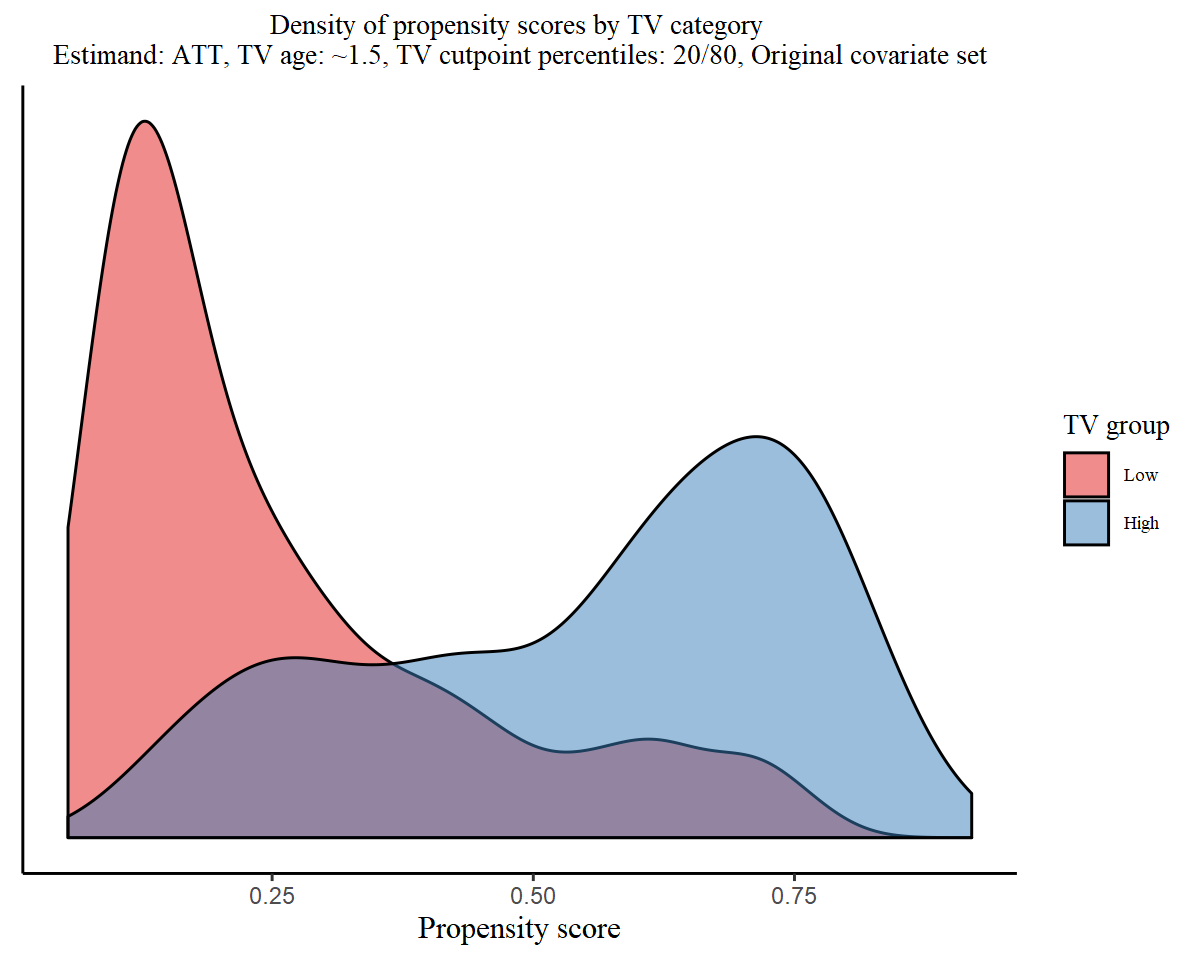 Density of propensity scores by TV category
Estimand: ATT, TV age: ~1.5, TV cutpoint percentiles: 20/80, Original covariate set
TV group
Low
High
0.25 0.50 0.75
Propensity score